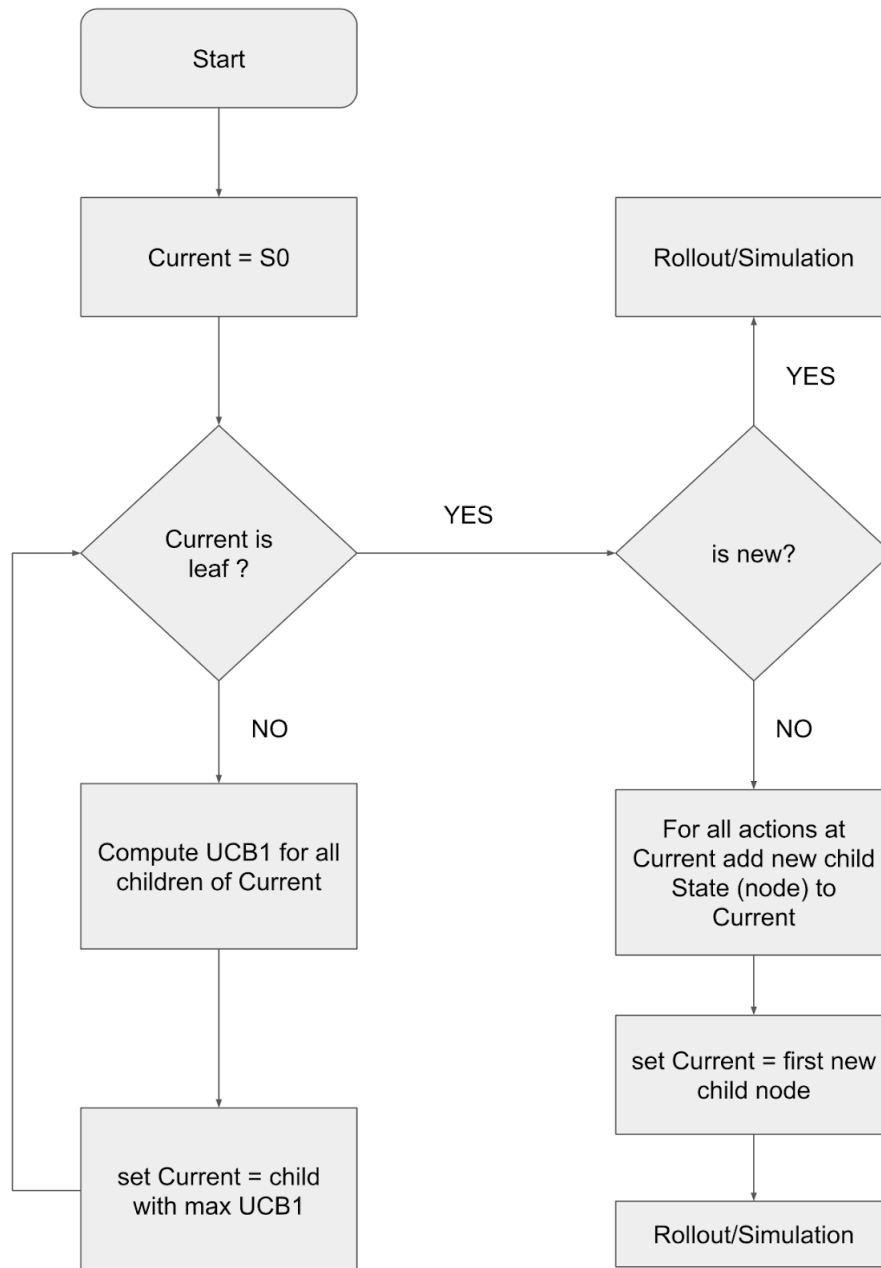 Start
Current = S0
Rollout/Simulation
YES
Current is
leaf ?
YES
is new?
NO
NO
Compute UCB1 for all
children of Current
For all actions at
Current add new child
State (node) to
Current
set Current = first new
child node
set Current = child
with max UCB1
Rollout/Simulation